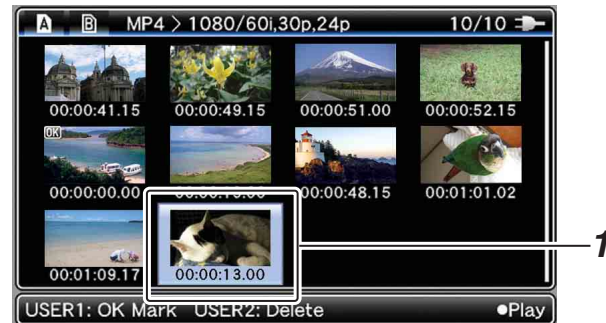 A B MP4 > 1080/60i,30p,24p 10/10
00:00:41.15 00:00:49.15 00:00:51.00 00:00:52.15
OK
00:00:00.00 00:00:48.15 00:01:01.02
00:01:09.17 00:00:13.00
1
USER1: OK Mark USER2: Delete ●Play